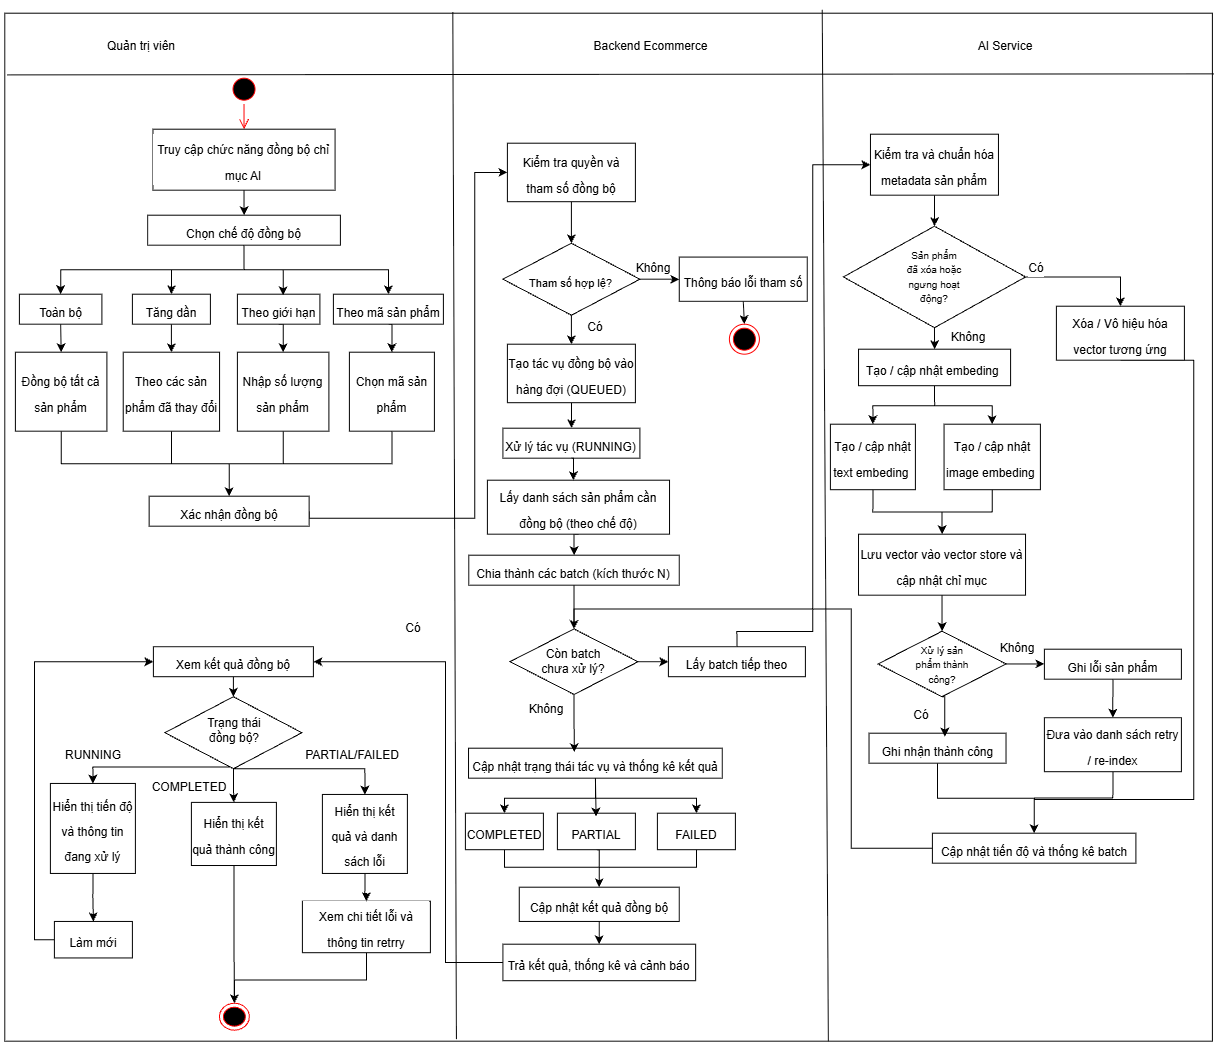 Quản trị viên
Backend Ecommerce
AI Service
Truy cập chức năng đồng bộ chỉ
mục AI
Chọn chế độ đồng bộ
Toàn bộ
Tăng dần
Theo giới hạn
Theo mã sản phẩm
Đồng bộ tất cả
sản phẩm
Theo các sản
phẩm đã thay đổi
Nhập số lượng
sản phẩm
Chọn mã sản
phẩm
Xác nhận đồng bộ
Có
Xem kết quả đồng bộ
Trạng thái
đồng bộ?
RUNNING
COMPLETED
PARTIAL/FAILED
Hiển thị tiến độ
và thông tin
đang xử lý
Hiển thị kết
quả thành công
Hiển thị kết
quả và danh
sách lỗi
Làm mới
Xem chi tiết lỗi và
thông tin retrry
Kiểm tra quyền và
tham số đồng bộ
Tham số hợp lệ?
Không
Thông báo lỗi tham số
Có
Tạo tác vụ đồng bộ vào
hàng đợi (QUEUED)
Xử lý tác vụ (RUNNING)
Lấy danh sách sản phẩm cần
đồng bộ (theo chế độ)
Chia thành các batch (kích thước N)
Còn batch
chưa xử lý?
Lấy batch tiếp theo
Không
Cập nhật trạng thái tác vụ và thống kê kết quả
COMPLETED
PARTIAL
FAILED
Cập nhật kết quả đồng bộ
Trả kết quả, thống kê và cảnh báo
Kiểm tra và chuẩn hóa
metadata sản phẩm
Sản phẩm
đã xóa hoặc
ngưng hoạt
động?
Có
Xóa / Vô hiệu hóa
vector tương ứng
Không
Tạo / cập nhật embeding
Tạo / cập nhật
text embeding
Tạo / cập nhật
image embeding
Lưu vector vào vector store và
cập nhật chỉ mục
Xử lý sản
phẩm thành
công?
Không
Ghi lỗi sản phẩm
Có
Ghi nhận thành công
Đưa vào danh sách retry
/ re-index
Cập nhật tiến độ và thống kê batch